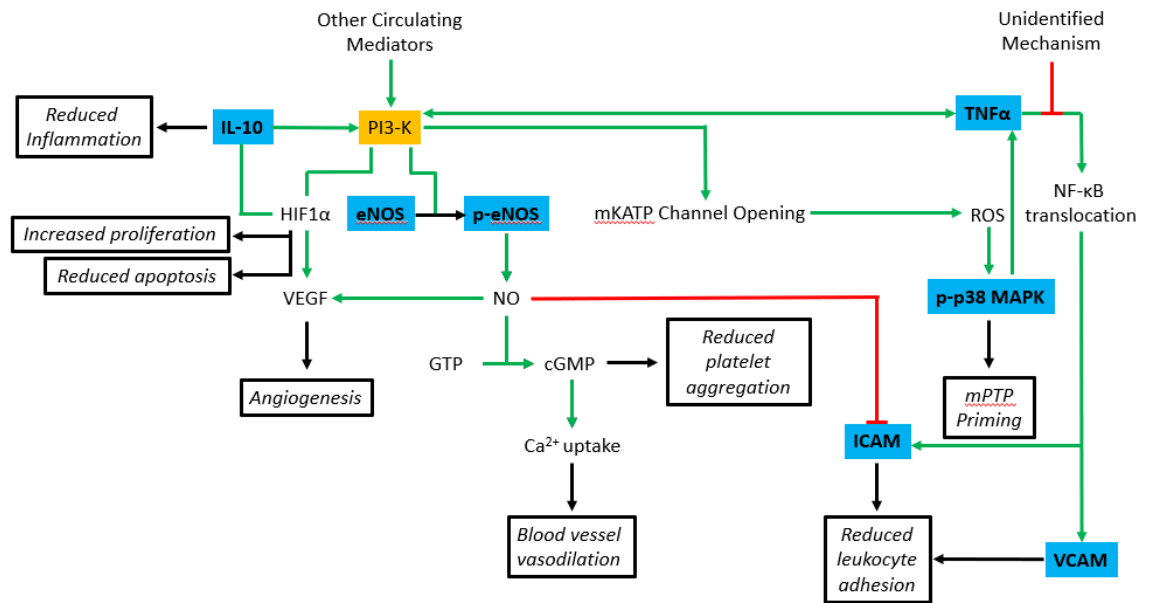 Other Circulating
Mediators
Unidentified
Mechanism
Reduced
Inflammation
IL-10
PI3-K
TNFα
HIF1α
eNOS
p-eNOS
mKATP Channel Opening
ROS
NF-κB
translocation
Increased proliferation
Reduced apoptosis
VEGF
NO
p-p38 MAPK
GTP
cGMP
Reduced
platelet
aggregation
Angiogenesis
mPTP
Priming
Ca²⁺ uptake
ICAM
Blood vessel
vasodilation
Reduced
leukocyte
adhesion
VCAM